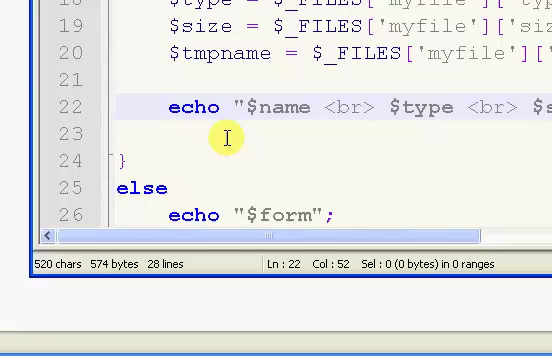 18 $type = $_FILES['myfile']['typ
19 $size = $_FILES['myfile']['siz
20 $tmpname = $_FILES['myfile']['
21
22 echo "$name <br> $type <br> $s
23
24 }
25 else
26 echo "$form";
520 chars 574 bytes 28 lines Ln : 22 Col : 52 Sel : 0 (0 bytes) in 0 ranges